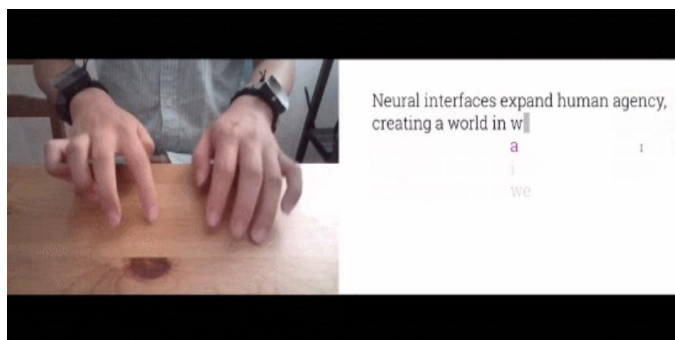 Neural interfaces expand human agency,
creating a world in w
a
i
we